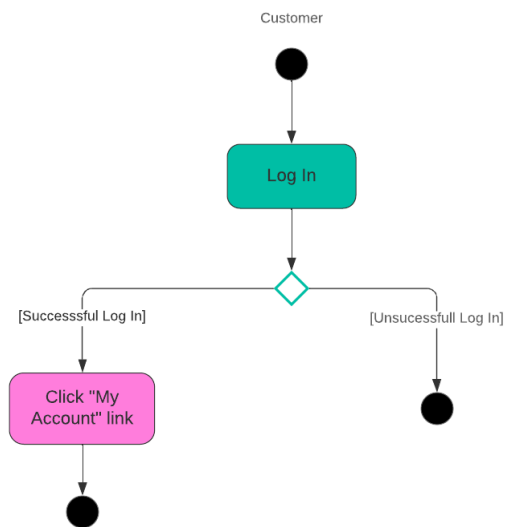 Customer
Log In
[Successsful Log In]
[Unsucessfull Log In]
Click "My
Account" link